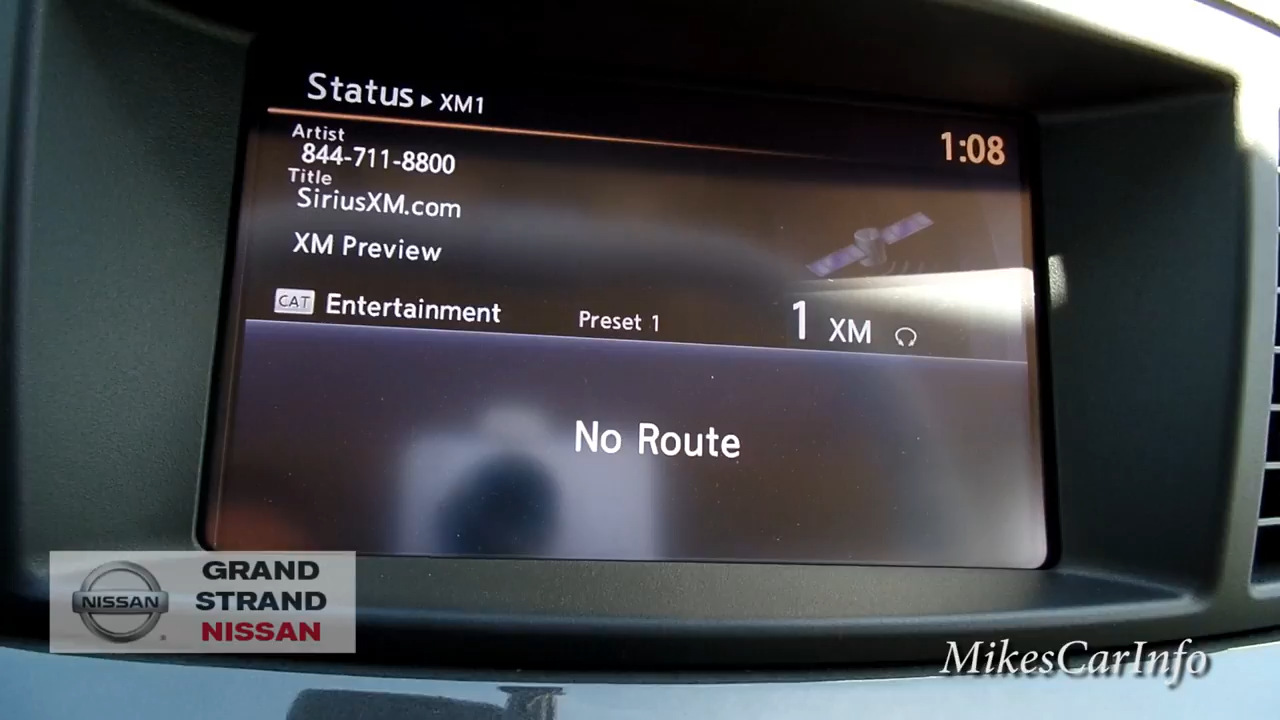 Status ▸ XM1
1:08
Artist
844-711-8800
Title
SiriusXM.com
XM Preview
CAT Entertainment Preset 1 1 XM
No Route
NISSAN
GRAND
STRAND
NISSAN
MikesCarInfo